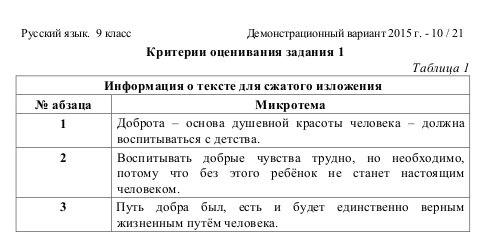 Русский язык. 9 класс
Демонстрационный вариант 2015 г. - 10 / 21
Критерии оценивания задания 1
Таблица 1
Информация о тексте для сжатого изложения
№ абзаца Микротема
1 Доброта – основа душевной красоты человека – должна
воспитываться с детства.
2 Воспитывать добрые чувства трудно, но необходимо,
потому что без этого ребёнок не станет настоящим
человеком.
3 Путь добра был, есть и будет единственно верным
жизненным путём человека.